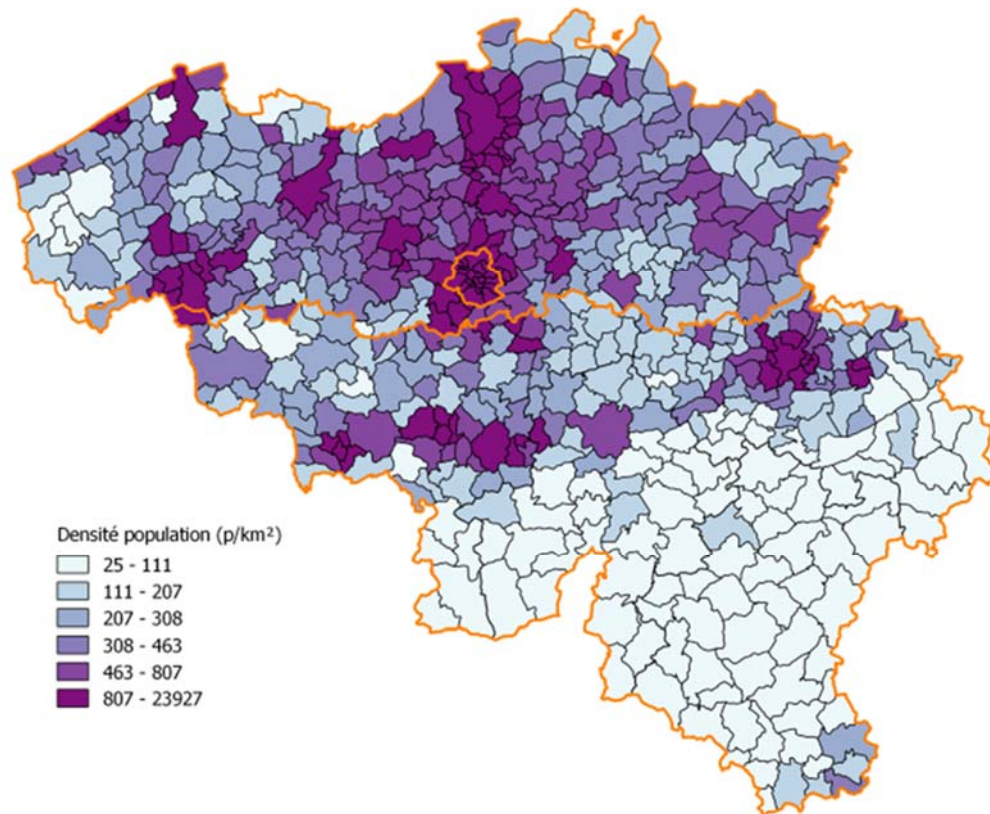 Densité population (p/km²)
25 - 111
111 - 207
207 - 308
308 - 463
463 - 807
807 - 23927